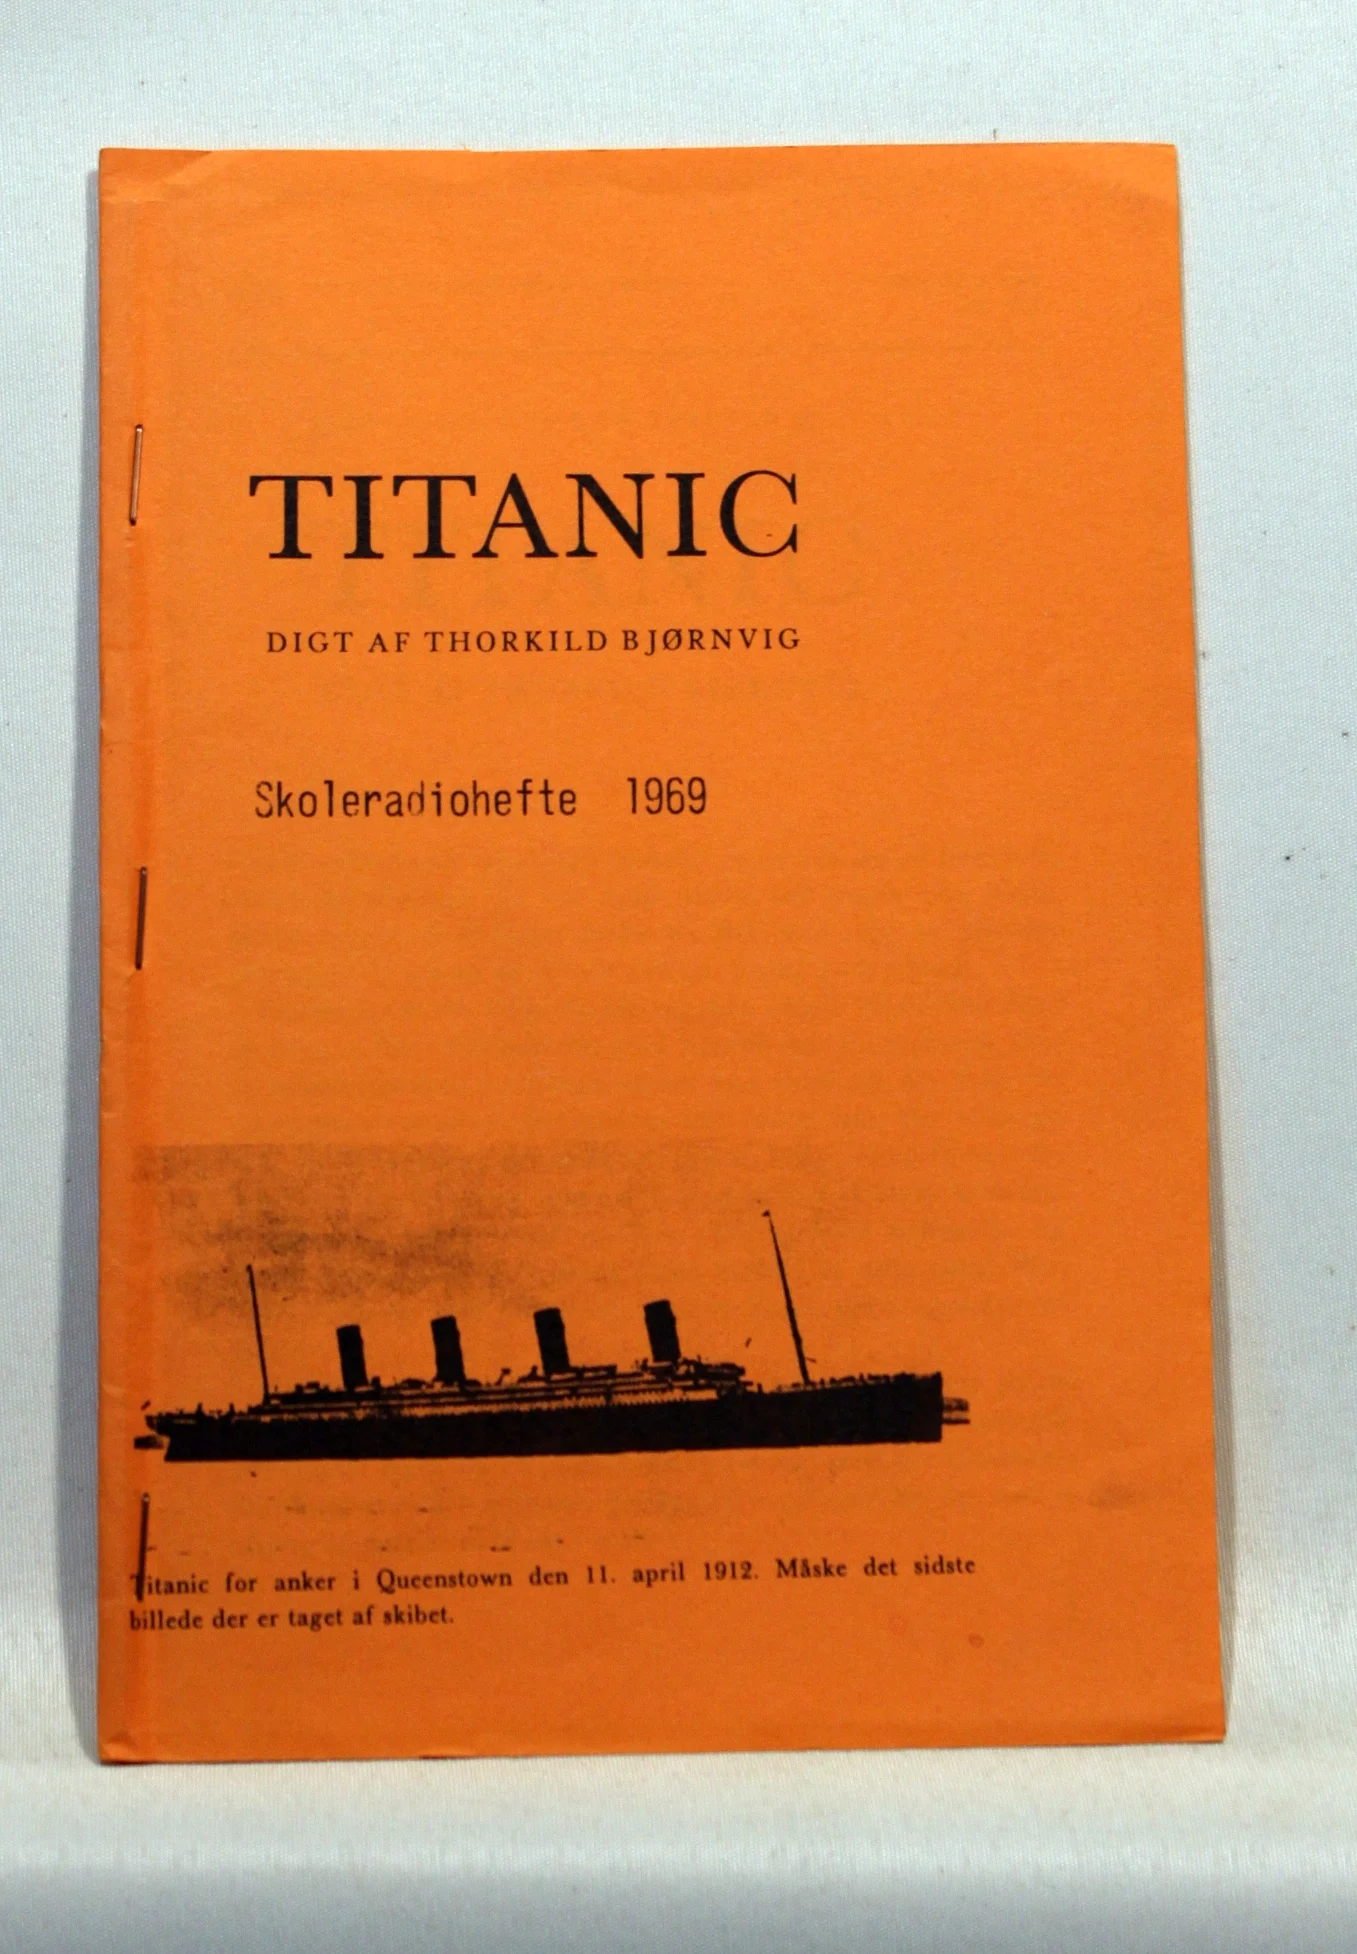 TITANIC
DIGT AF THORKILD BJØRNVIG
Skoleradiohefte 1969
Titanic for anker i Queenstown den 11. april 1912. Måske det sidste
billede der er taget af skibet.